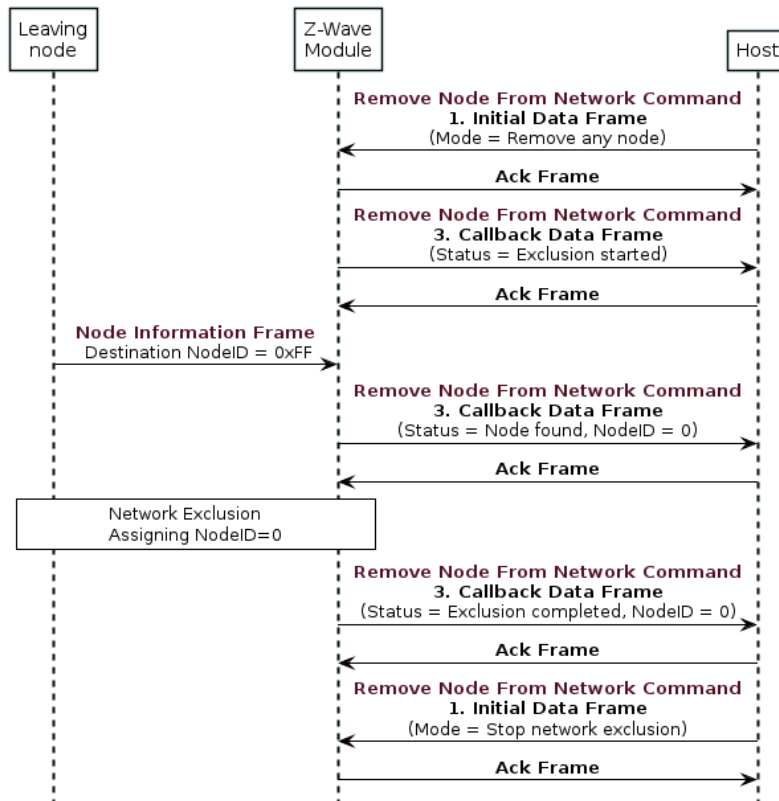 Leaving
node
Z-Wave
Module
Host
Remove Node From Network Command
1. Initial Data Frame
(Mode = Remove any node)
Ack Frame
Remove Node From Network Command
3. Callback Data Frame
(Status = Exclusion started)
Ack Frame
Node Information Frame
Destination NodeID = 0xFF
Remove Node From Network Command
3. Callback Data Frame
(Status = Node found, NodeID = 0)
Ack Frame
Network Exclusion
Assigning NodeID=0
Remove Node From Network Command
3. Callback Data Frame
(Status = Exclusion completed, NodeID = 0)
Ack Frame
Remove Node From Network Command
1. Initial Data Frame
(Mode = Stop network exclusion)
Ack Frame